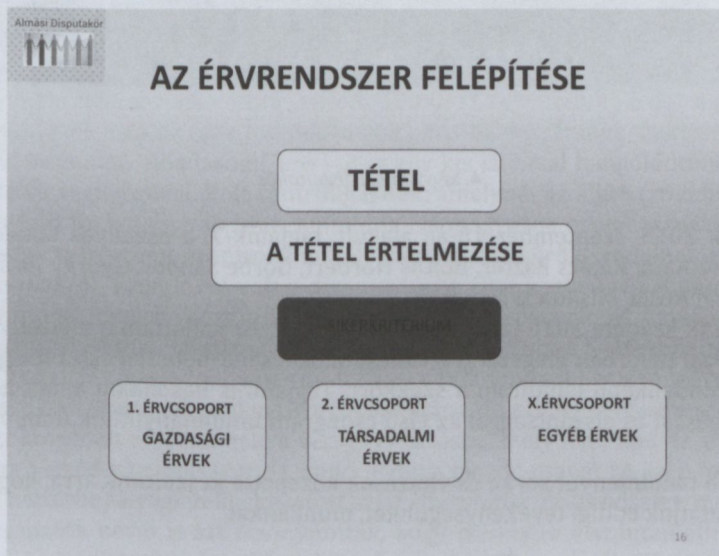 Almási Disputakör
AZ ÉRVRENDSZER FELÉPÍTÉSE
TÉTEL
A TÉTEL ÉRTELMEZÉSE
SIKERKRITÉRIUM
1. ÉRVCSOPORT
GAZDASÁGI
ÉRVEK
2. ÉRVCSOPORT
TÁRSADALMI
ÉRVEK
X.ÉRVCSOPORT
EGYÉB ÉRVEK
16